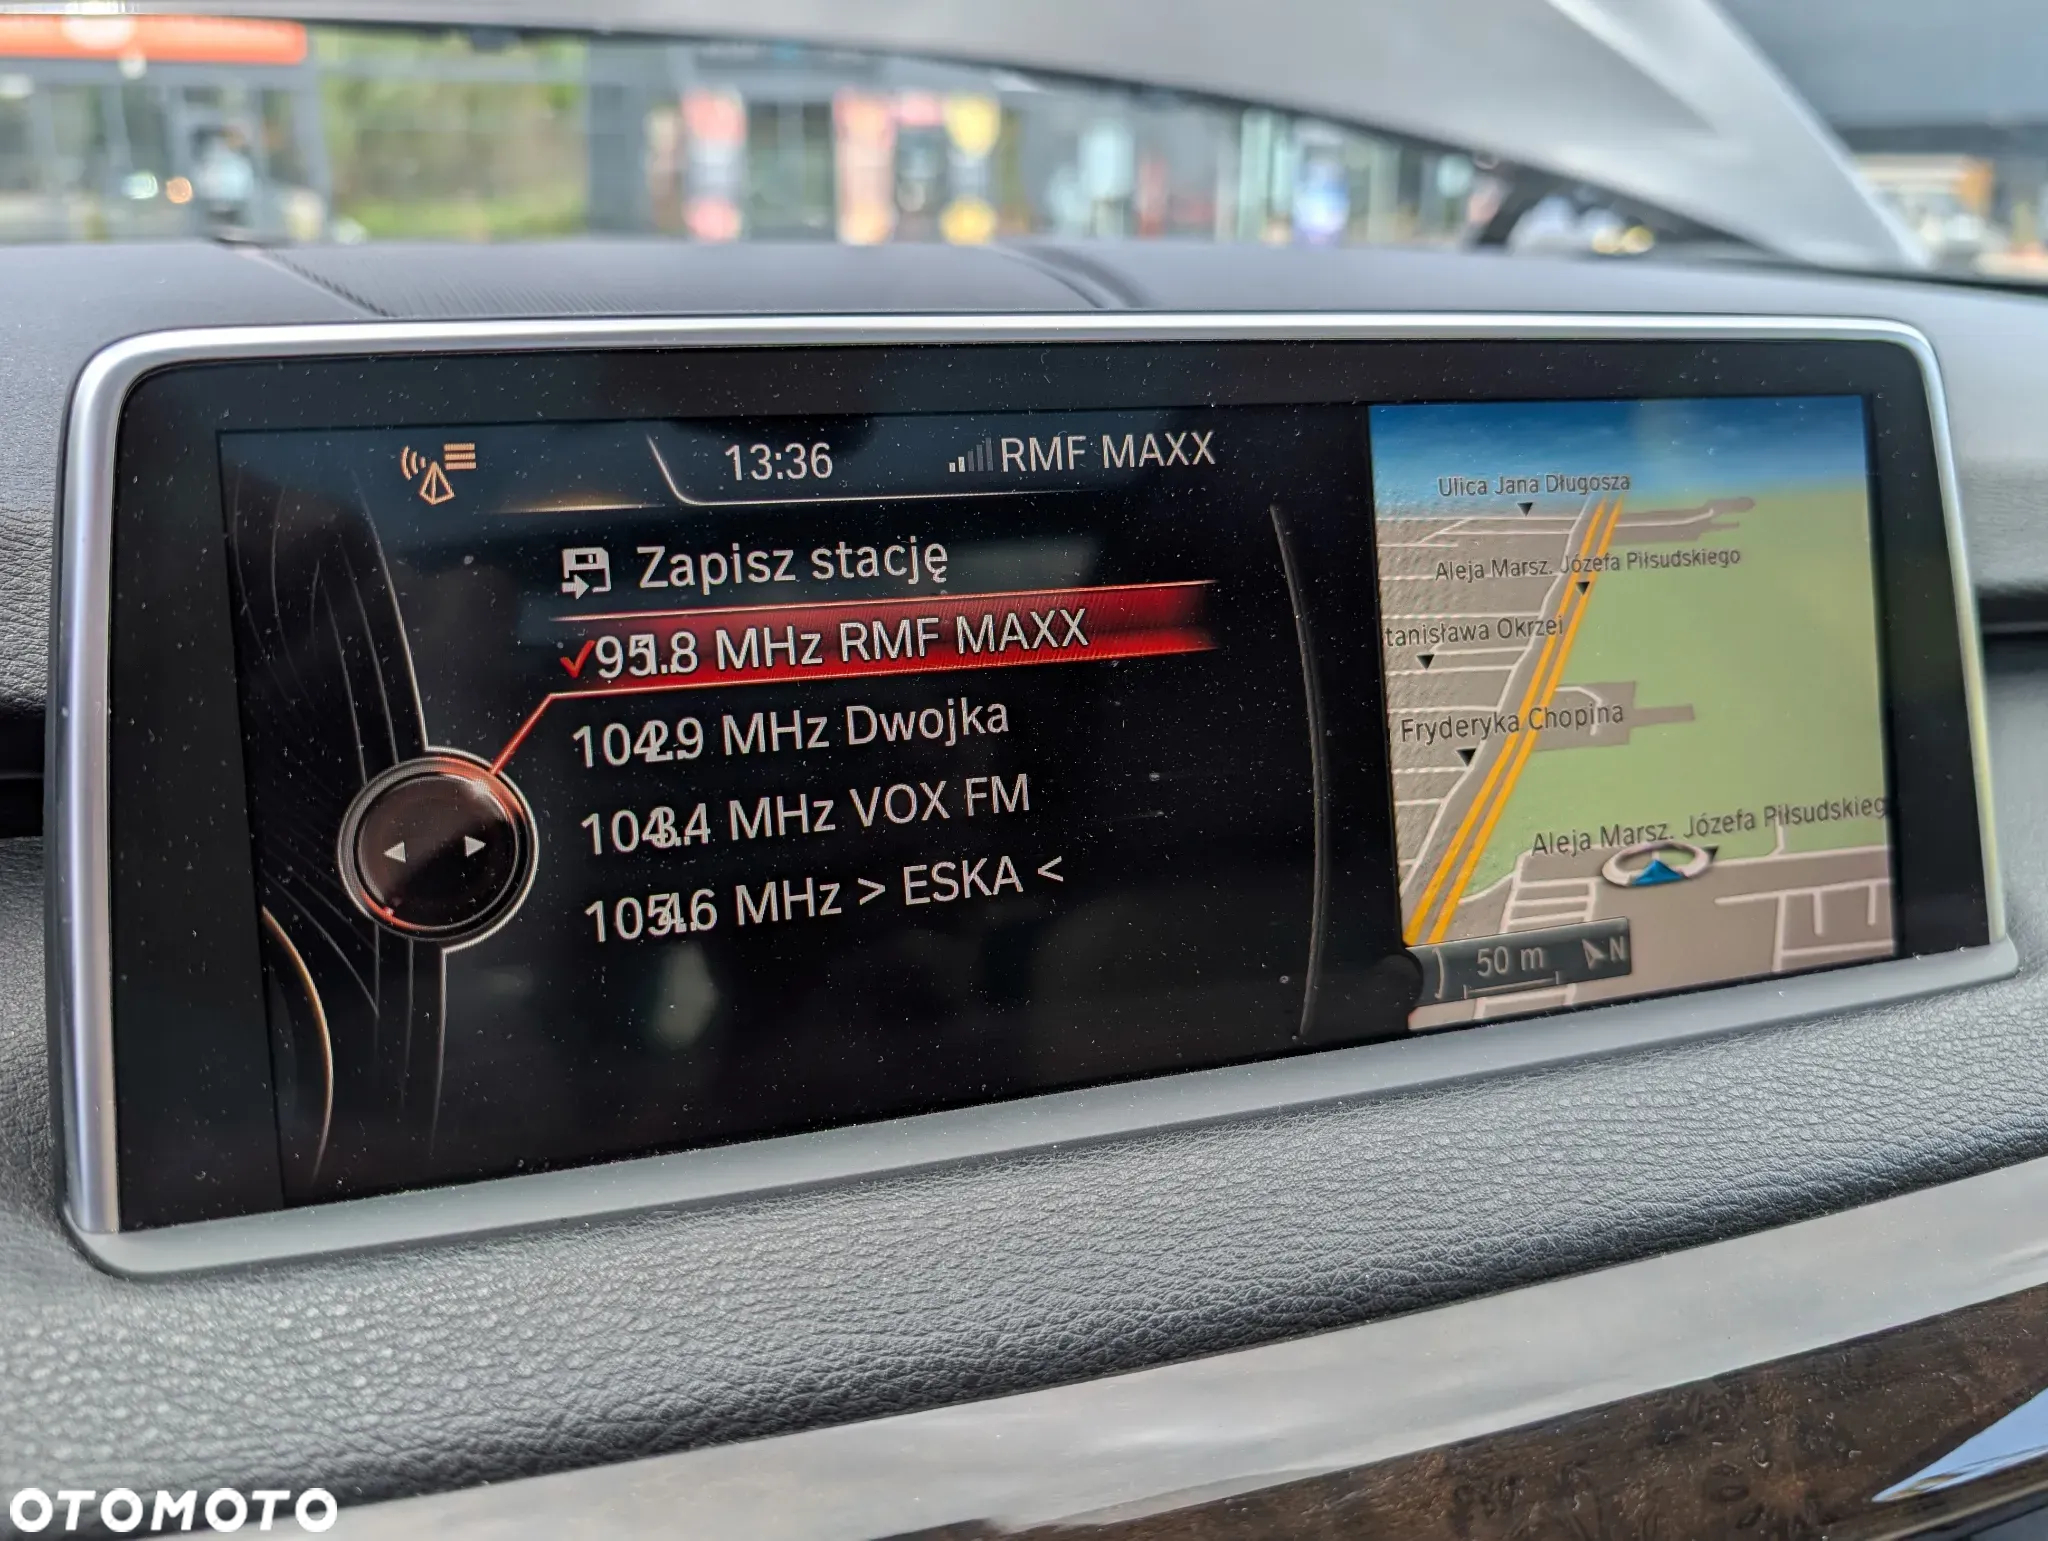 13:36
RMF MAXX
Zapisz stację
MHz RMF MAXX
MHz Dwojka
MHz VOX FM
MHz > ESKA <
Ulica Jana Długosza
Aleja Marsz. Józefa Piłsudskiego
tanisława Okrzei
Fryderyka Chopina
Aleja Marsz. Józefa Piłsudskieg
50 m
N
OTOMOTO